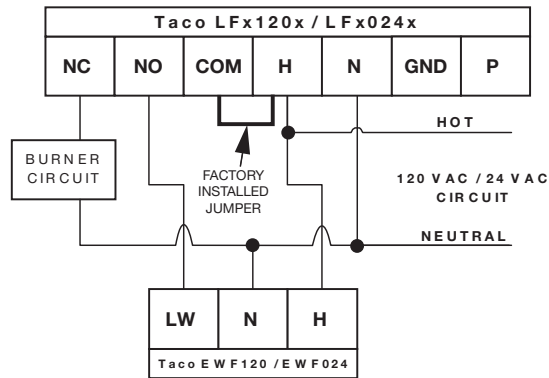 Taco LFx120x / LFx024x
NC NO COM H N GND P
HOT
BURNER
CIRCUIT
FACTORY
INSTALLED
JUMPER
120 VAC / 24 VAC
CIRCUIT
NEUTRAL
LW N H
Taco EWF120 / EWF024